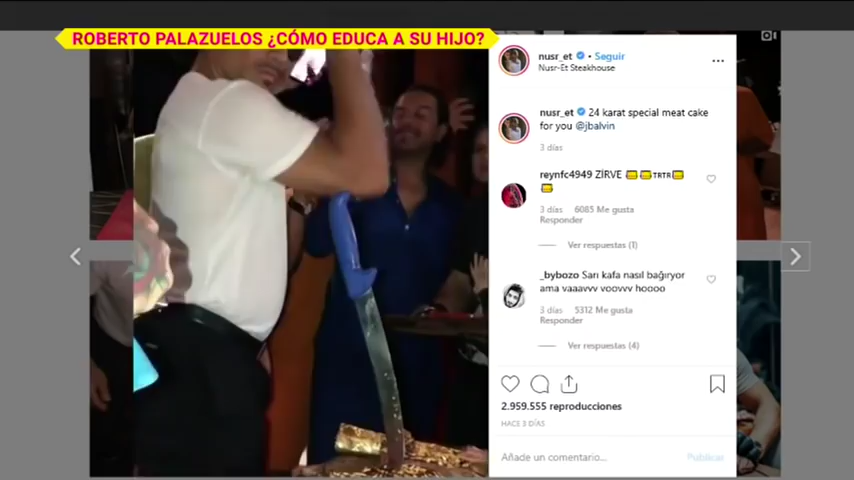 ROBERTO PALAZUELOS ¿CÓMO EDUCA A SU HIJO?
nusr_et • Seguir
Nusr-Et Steakhouse
nusr_et 24 karat special meat cake
for you @jbalvin
3 días
reynfc4949 ZİRVE
3 días 6085 Me gusta
Responder
Ver respuestas (1)
_bybozo Sarı kafa nasıl bağırıyor
ama vaaavvv voovvv hoooo
3 días 5312 Me gusta
Responder
Ver respuestas (4)
2.959.555 reproducciones
HACE 3 DÍAS
Añade un comentario...
Publicar